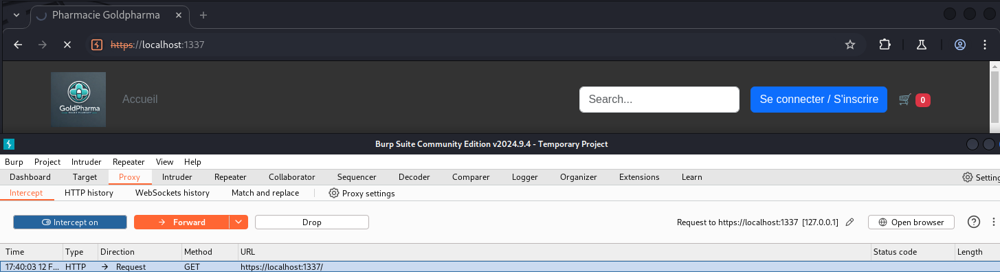 Pharmacie Goldpharma
https://localhost:1337
GoldPharma
Accueil
Search...
Se connecter / S'inscrire
0
Burp Suite Community Edition v2024.9.4 - Temporary Project
Burp Project Intruder Repeater View Help
Dashboard Target Proxy Intruder Repeater Collaborator Sequencer Decoder Comparer Logger Organizer Extensions Learn Setting
Intercept HTTP history WebSockets history Match and replace Proxy settings
Intercept on Forward Drop Request to https://localhost:1337 [127.0.0.1] Open browser
Time Type Direction Method URL Status code Length
17:40:03 12 F... HTTP → Request GET https://localhost:1337/